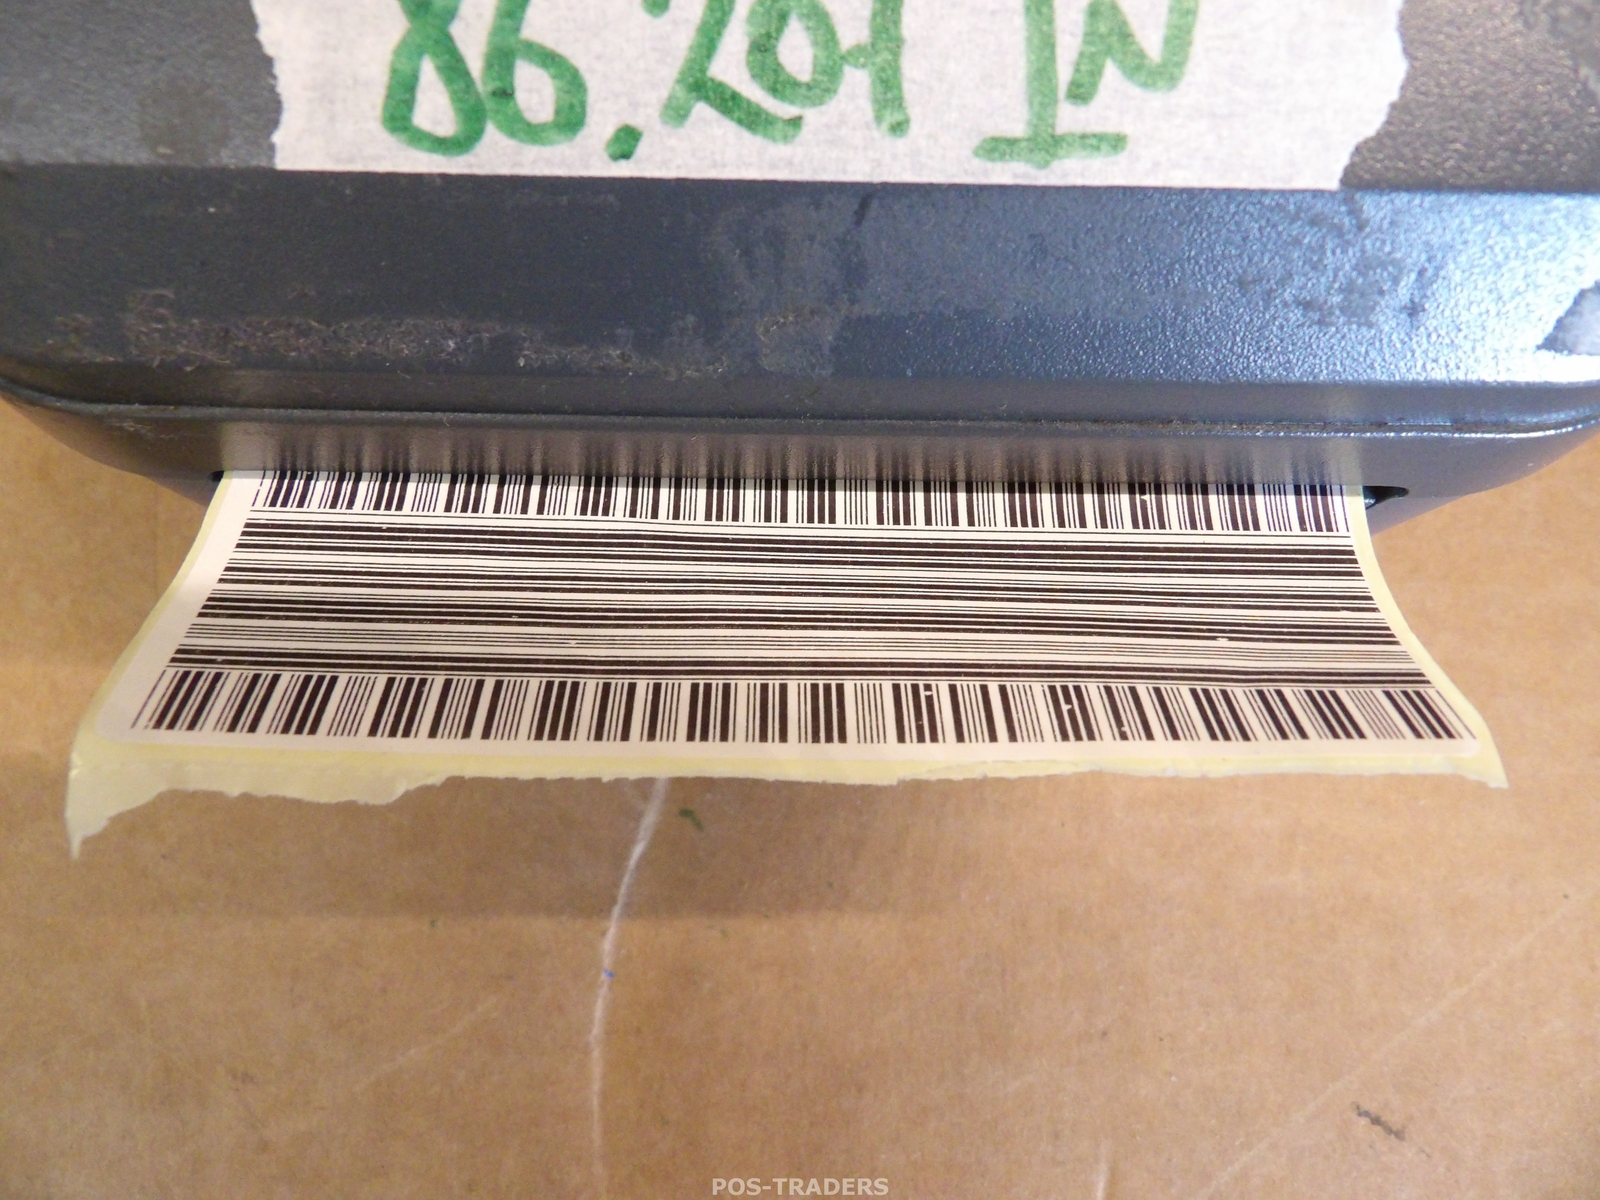 86.201 IN
POS-TRADERS